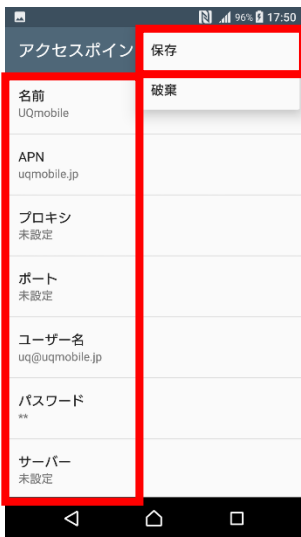 96% 17:50
アクセスポイン
保存
破棄
名前
UQmobile
APN
uqmobile.jp
プロキシ
未設定
ポート
未設定
ユーザー名
uq@uqmobile.jp
パスワード
**
サーバー
未設定